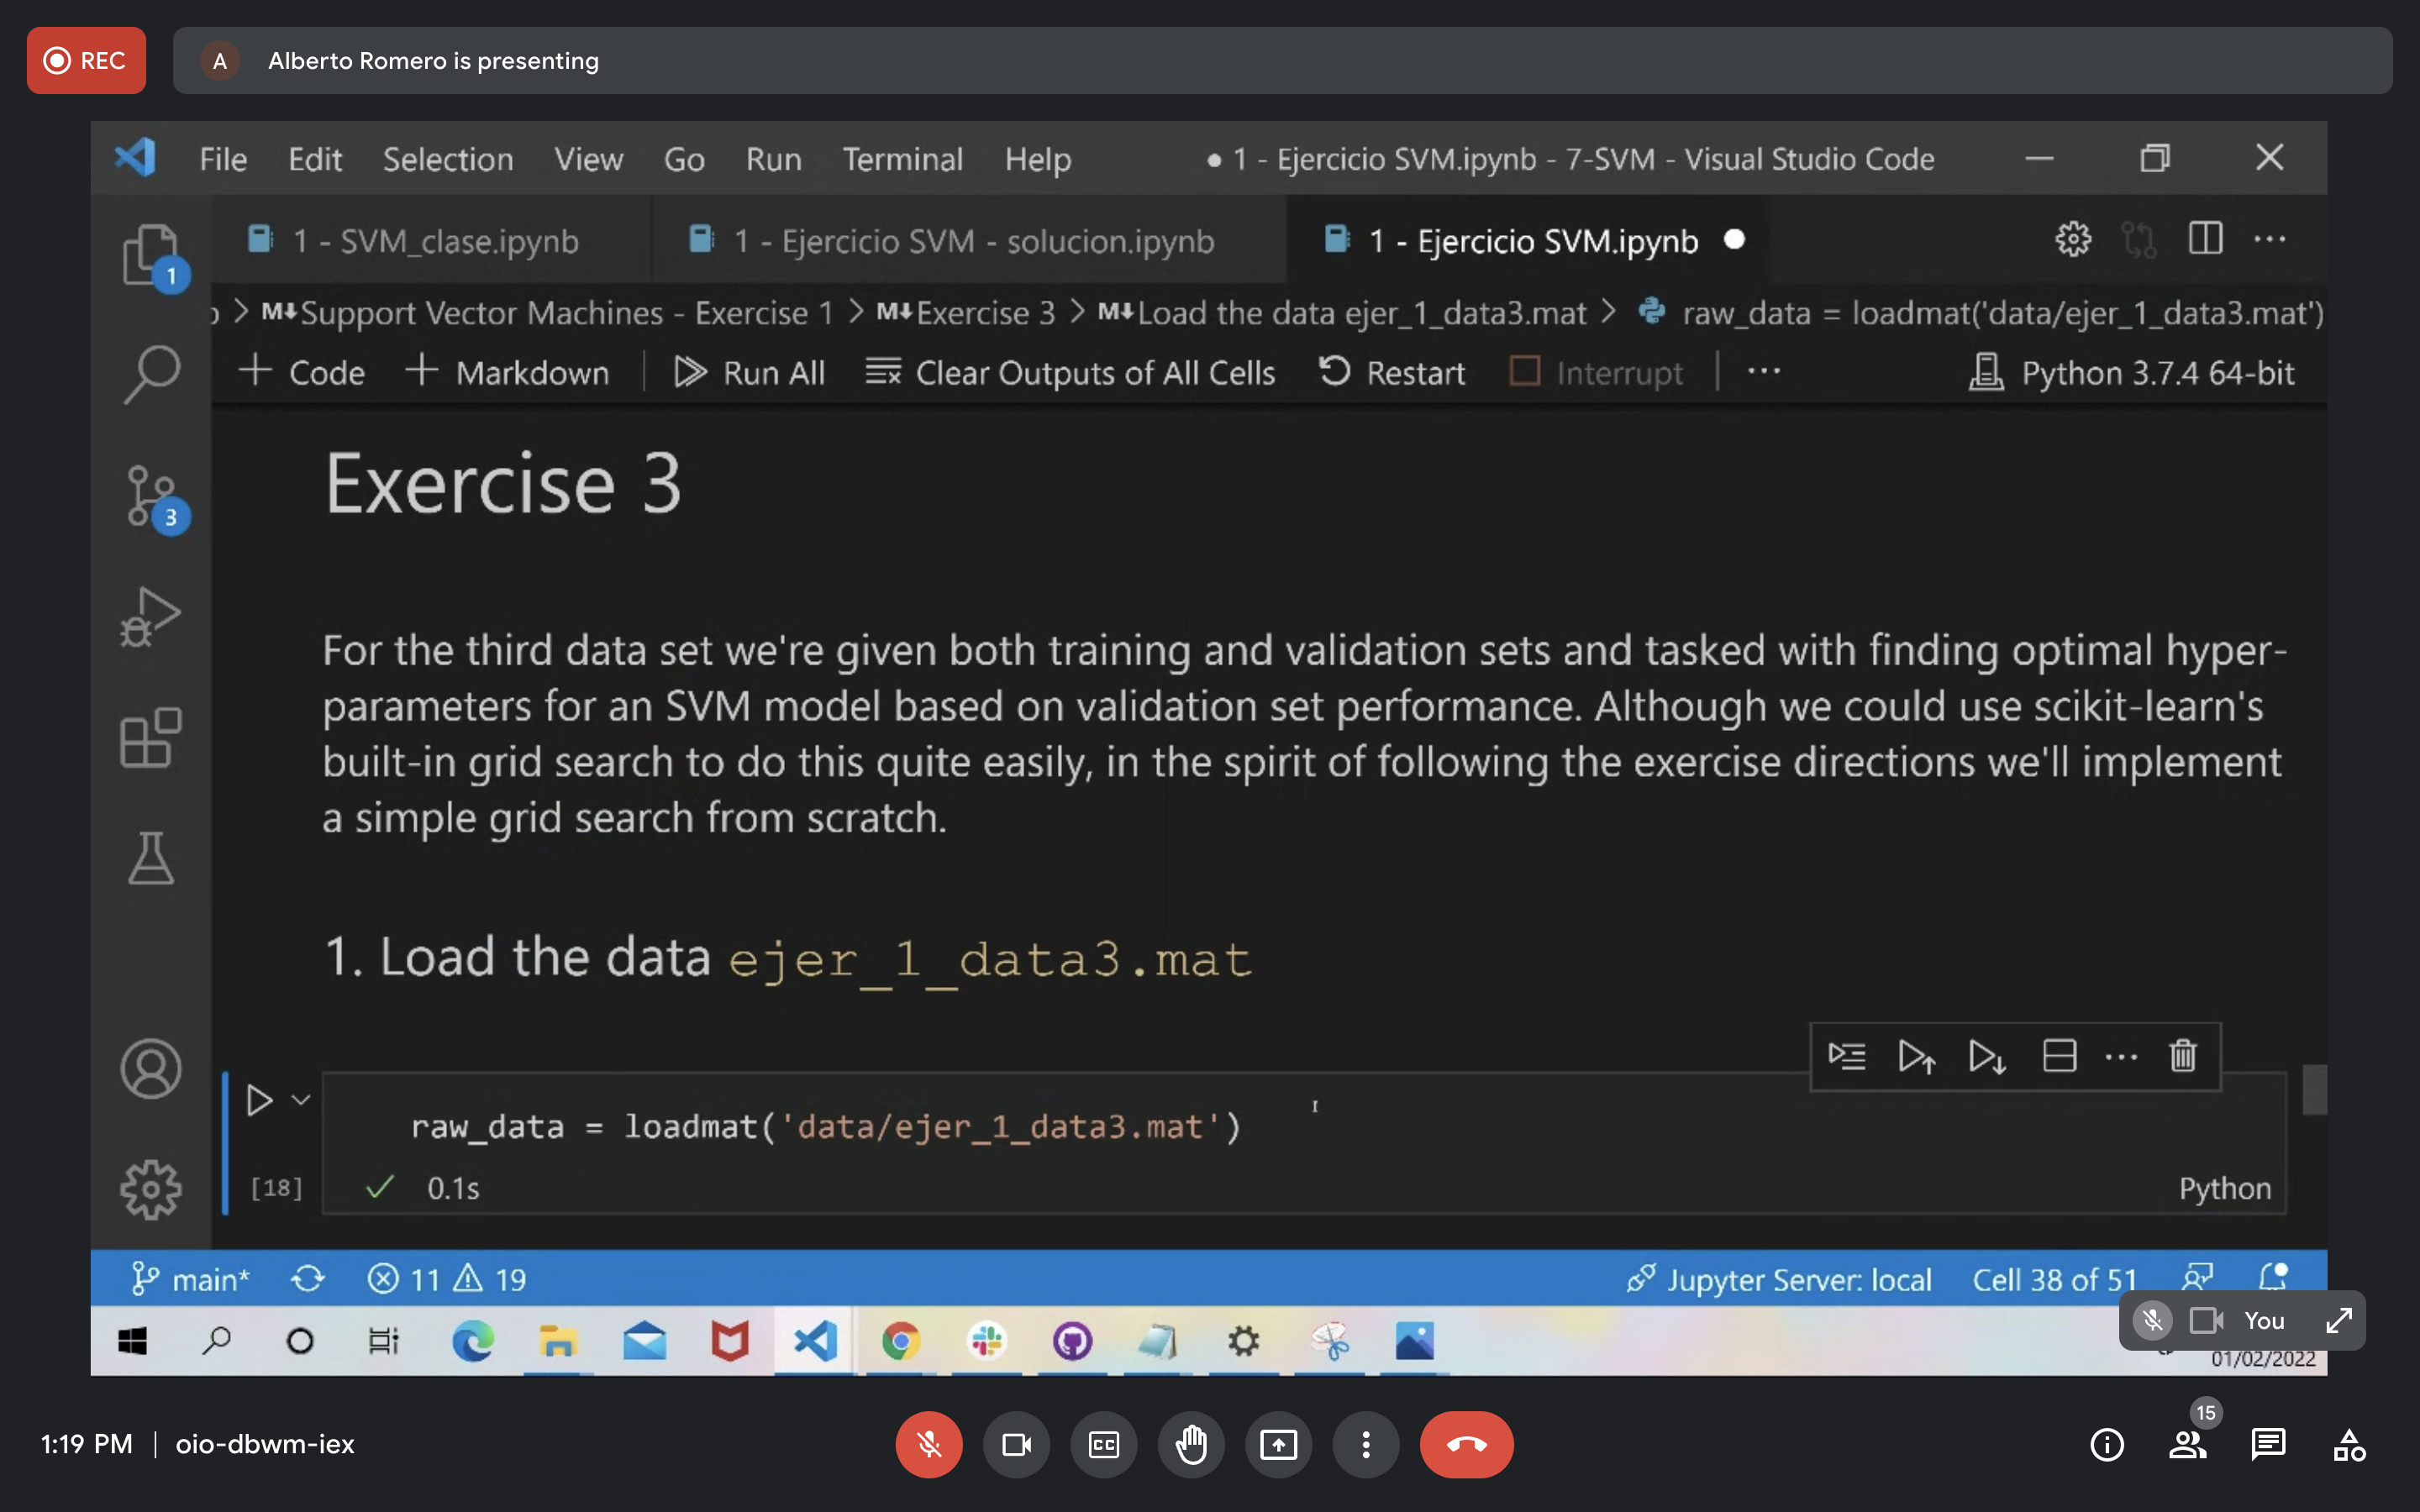 REC
A
Alberto Romero is presenting
File Edit Selection View Go Run Terminal Help ● 1 - Ejercicio SVM.ipynb - 7-SVM - Visual Studio Code
1 - SVM_clase.ipynb
1 - Ejercicio SVM - solucion.ipynb
1 - Ejercicio SVM.ipynb
> M↓Support Vector Machines - Exercise 1 > M↓Exercise 3 > M↓Load the data ejer_1_data3.mat > raw_data = loadmat('data/ejer_1_data3.mat')
+ Code + Markdown Run All Clear Outputs of All Cells Restart Interrupt ··· Python 3.7.4 64-bit
1
3
Exercise 3
For the third data set we're given both training and validation sets and tasked with finding optimal hyper-
parameters for an SVM model based on validation set performance. Although we could use scikit-learn's
built-in grid search to do this quite easily, in the spirit of following the exercise directions we'll implement
a simple grid search from scratch.
1. Load the data ejer_1_data3.mat
raw_data = loadmat('data/ejer_1_data3.mat')
[18] ✓ 0.1s Python
main* 11 19 Jupyter Server: local Cell 38 of 51
You
01/02/2022
1:19 PM | oio-dbwm-iex
CC
15